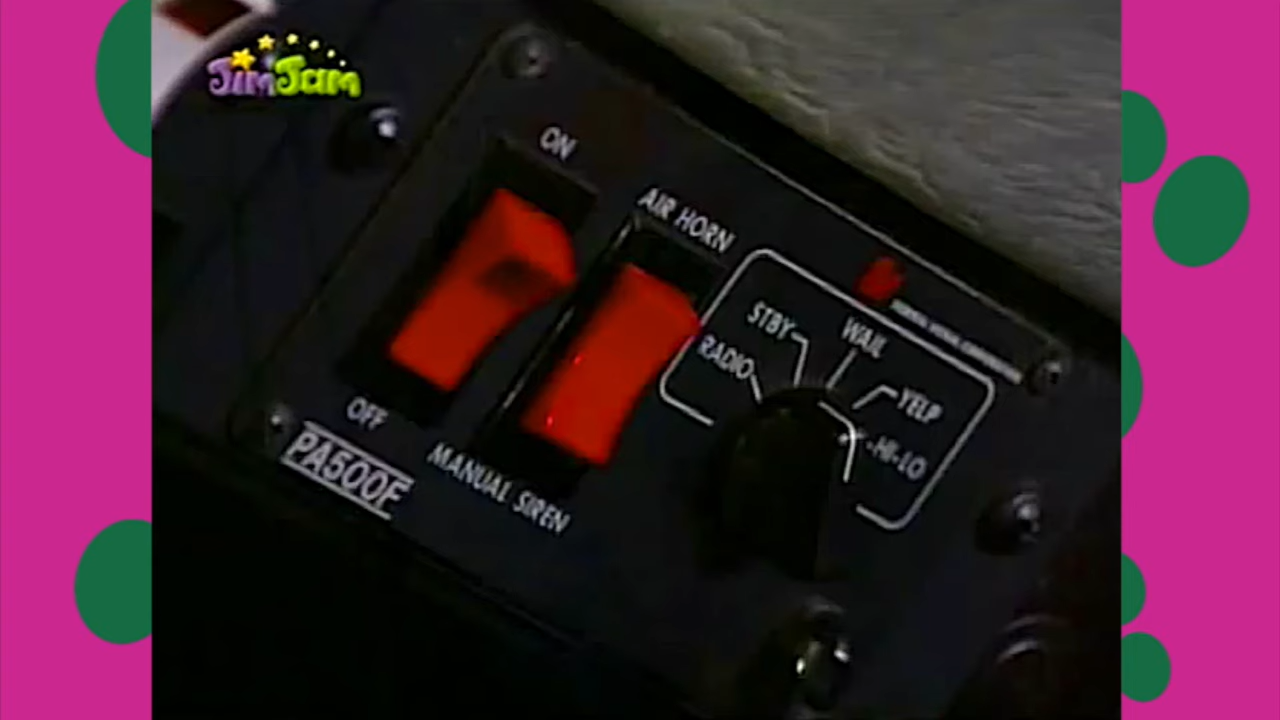 JimJam
ON
AIR HORN
STBY
WAIL
RADIO
YELP
HI-LO
OFF
MANUAL SIREN
PA500F